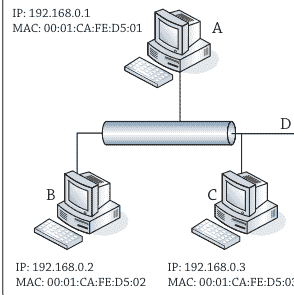 IP: 192.168.0.1
MAC: 00:01:CA:FE:D5:01
A
D
B
C
IP: 192.168.0.2
MAC: 00:01:CA:FE:D5:02
IP: 192.168.0.3
MAC: 00:01:CA:FE:D5:03